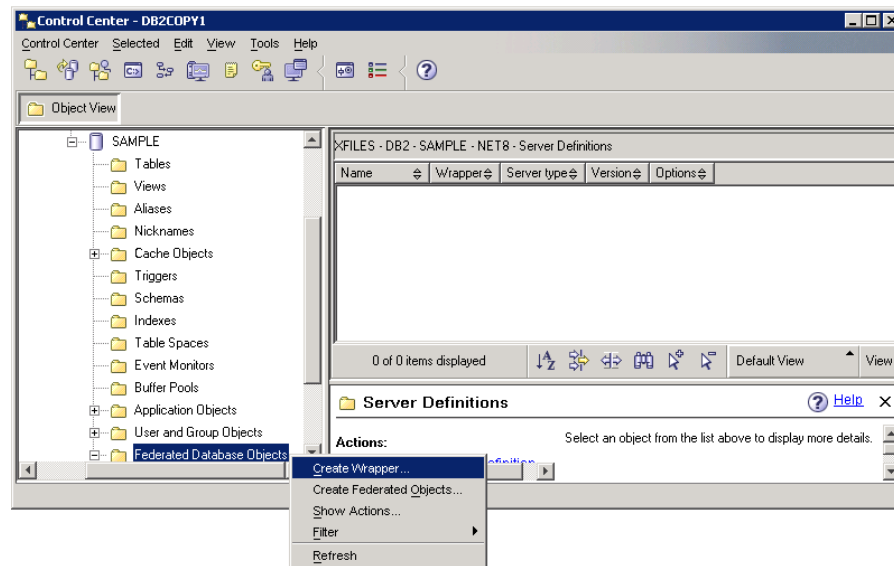 Control Center - DB2COPY1
Control Center Selected Edit View Tools Help
Object View
SAMPLE
Tables
Views
Aliases
Nicknames
Cache Objects
Triggers
Schemas
Indexes
Table Spaces
Event Monitors
Buffer Pools
Application Objects
User and Group Objects
Federated Database Objects
XFILES - DB2 - SAMPLE - NET8 - Server Definitions
Name Wrapper Server type Version Options
0 of 0 items displayed
Default View
View
Server Definitions
Help
Actions:
Select an object from the list above to display more details.
Create Wrapper...
Create Federated Objects...
Show Actions...
Filter
Refresh